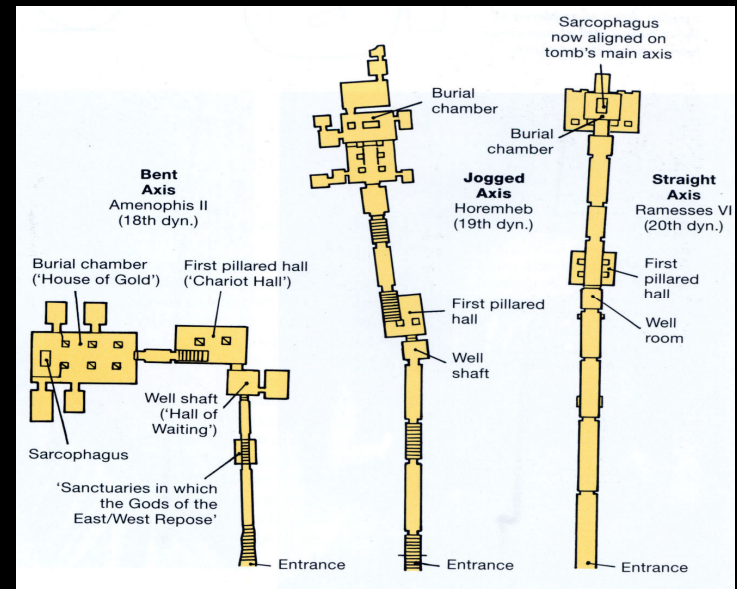 Bent
Axis
Amenophis II
(18th dyn.)
Burial chamber
(‘House of Gold’)
First pillared hall
(‘Chariot Hall’)
Well shaft
(‘Hall of
Waiting’)
Sarcophagus
‘Sanctuaries in which
the Gods of the
East/West Repose’
Entrance
Burial
chamber
Jogged
Axis
Horemheb
(19th dyn.)
First pillared
hall
Well
shaft
Entrance
Sarcophagus
now aligned on
tomb’s main axis
Burial
chamber
Straight
Axis
Ramesses VI
(20th dyn.)
First
pillared
hall
Well
room
Entrance